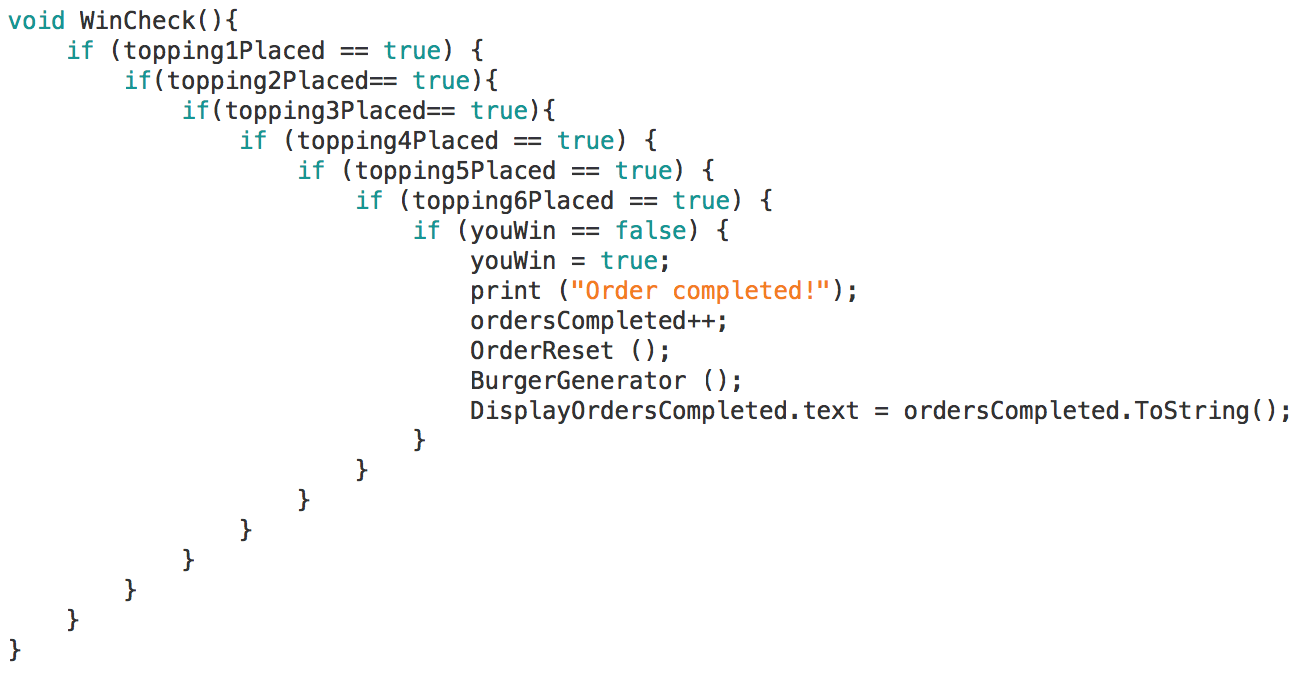 void WinCheck(){
    if (topping1Placed == true) {
        if(topping2Placed== true){
            if(topping3Placed== true){
                if (topping4Placed == true) {
                    if (topping5Placed == true) {
                        if (topping6Placed == true) {
                            if (youWin == false) {
                                youWin = true;
                                print ("Order completed!");
                                ordersCompleted++;
                                OrderReset ();
                                BurgerGenerator ();
                                DisplayOrdersCompleted.text = ordersCompleted.ToString();
                            }
                        }
                    }
                }
            }
        }
    }
}